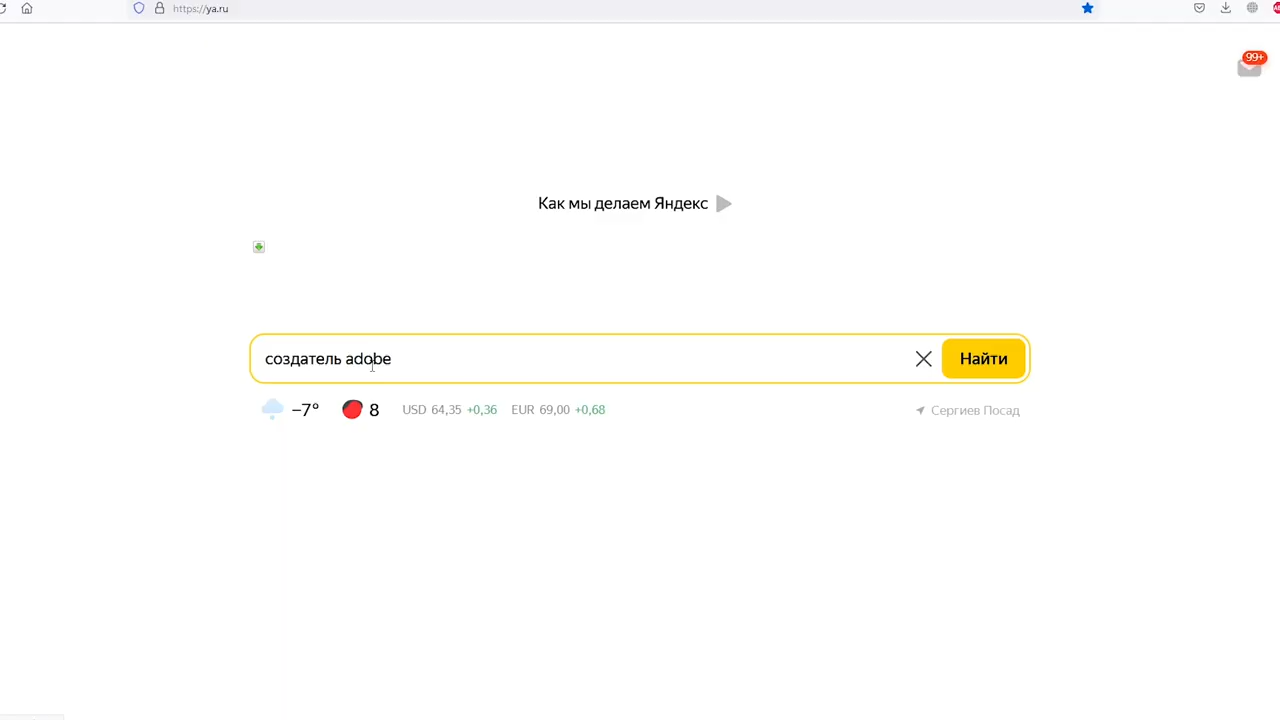 https://ya.ru
99+
Как мы делаем Яндекс
создатель adobe
Найти
−7° 8 USD 64,35 +0,36 EUR 69,00 +0,68 Сергиев Посад